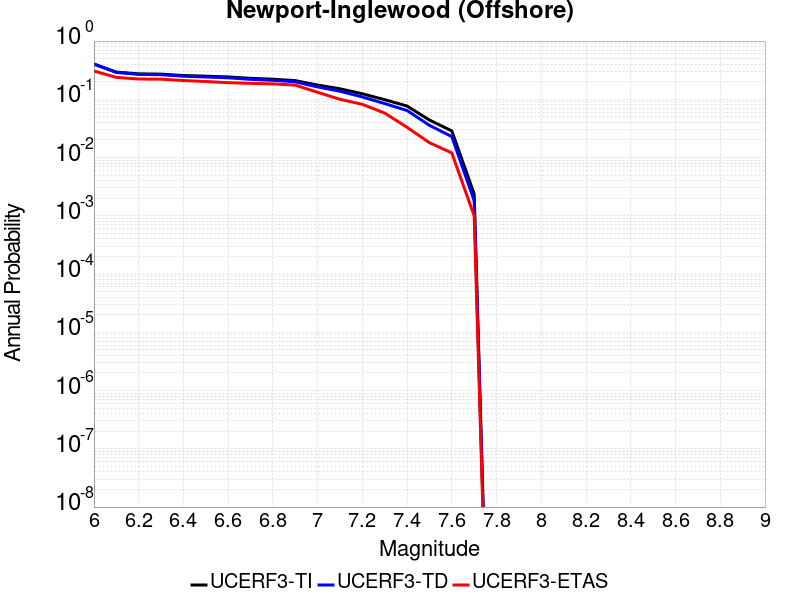 Newport-Inglewood (Offshore)
10^0
10^-1
10^-2
10^-3
10^-4
10^-5
10^-6
10^-7
10^-8
Annual Probability
6 6.2 6.4 6.6 6.8 7 7.2 7.4 7.6 7.8 8 8.2 8.4 8.6 8.8 9
Magnitude
UCERF3-TI UCERF3-TD UCERF3-ETAS